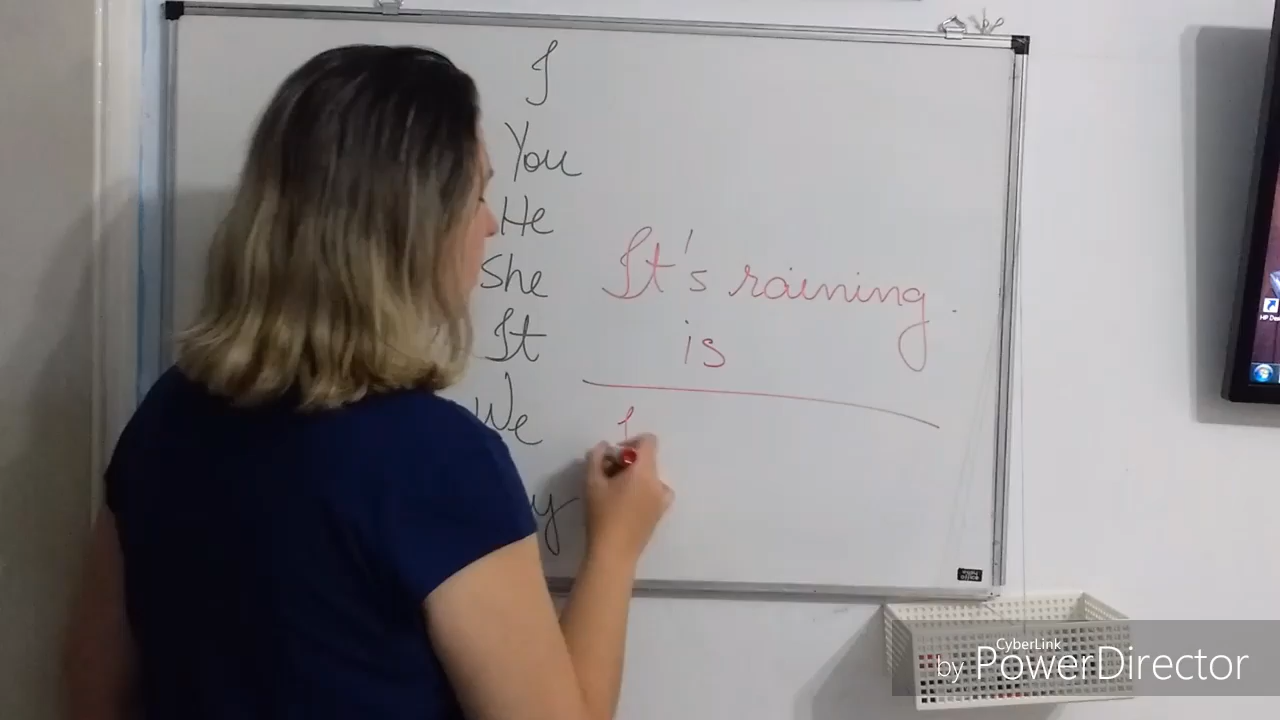 I
You
He
She
It
We
y
It's raining.
is
CyberLink
by PowerDirector